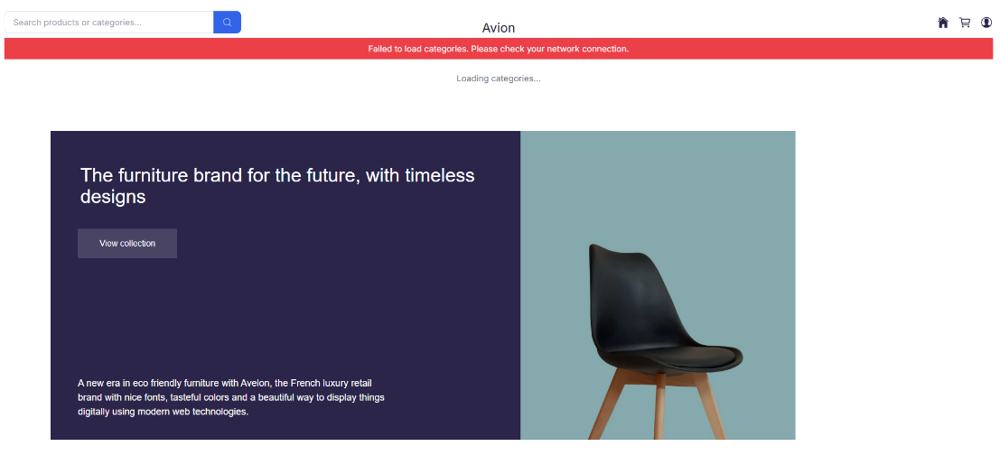 Search products or categories...
Avion
Failed to load categories. Please check your network connection.
Loading categories...
The furniture brand for the future, with timeless
designs
View collection
A new era in eco friendly furniture with Avelon, the French luxury retail
brand with nice fonts, tasteful colors and a beautiful way to display things
digitally using modern web technologies.